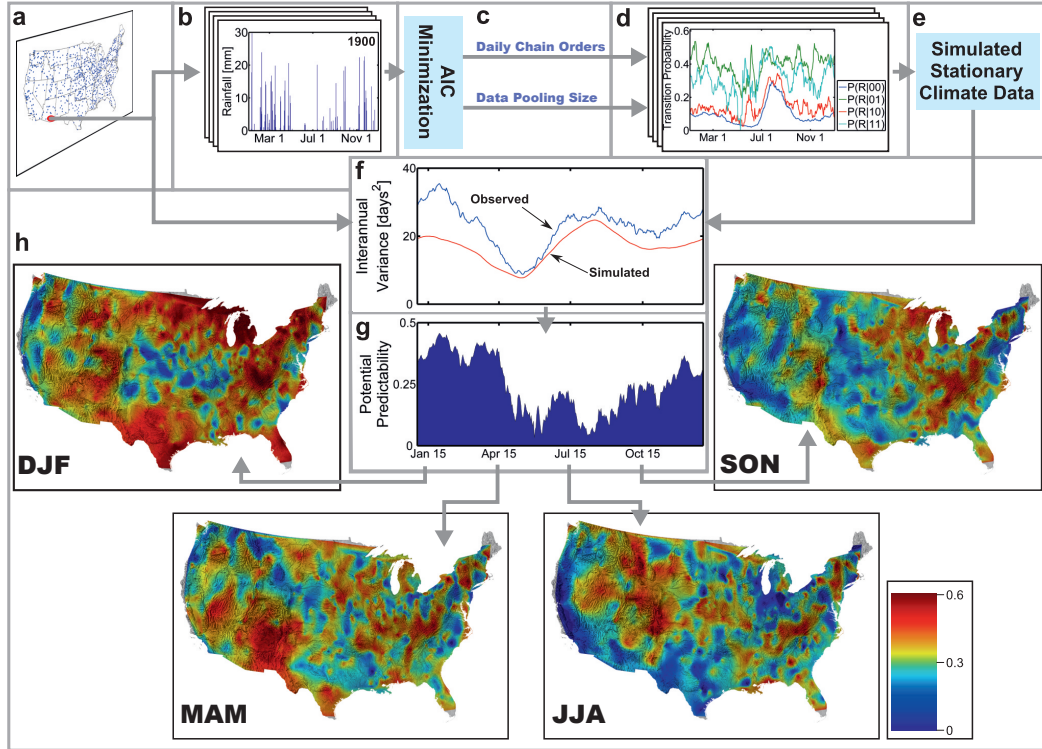 a
b
1900
Rainfall [mm]
30
20
10
0
Mar 1
Jul 1
Nov 1
AIC
Minimization
c
Daily Chain Orders
Data Pooling Size
d
Transition Probability
0.6
0.4
0.2
0
Mar 1
Jul 1
Nov 1
P(R|00)
P(R|01)
P(R|10)
P(R|11)
e
Simulated
Stationary
Climate Data
f
Interannual
Variance [days²]
40
20
0
Observed
Simulated
g
Potential
Predictability
0.5
0.25
0
Jan 15
Apr 15
Jul 15
Oct 15
h
DJF
SON
MAM
JJA
0.6
0.3
0